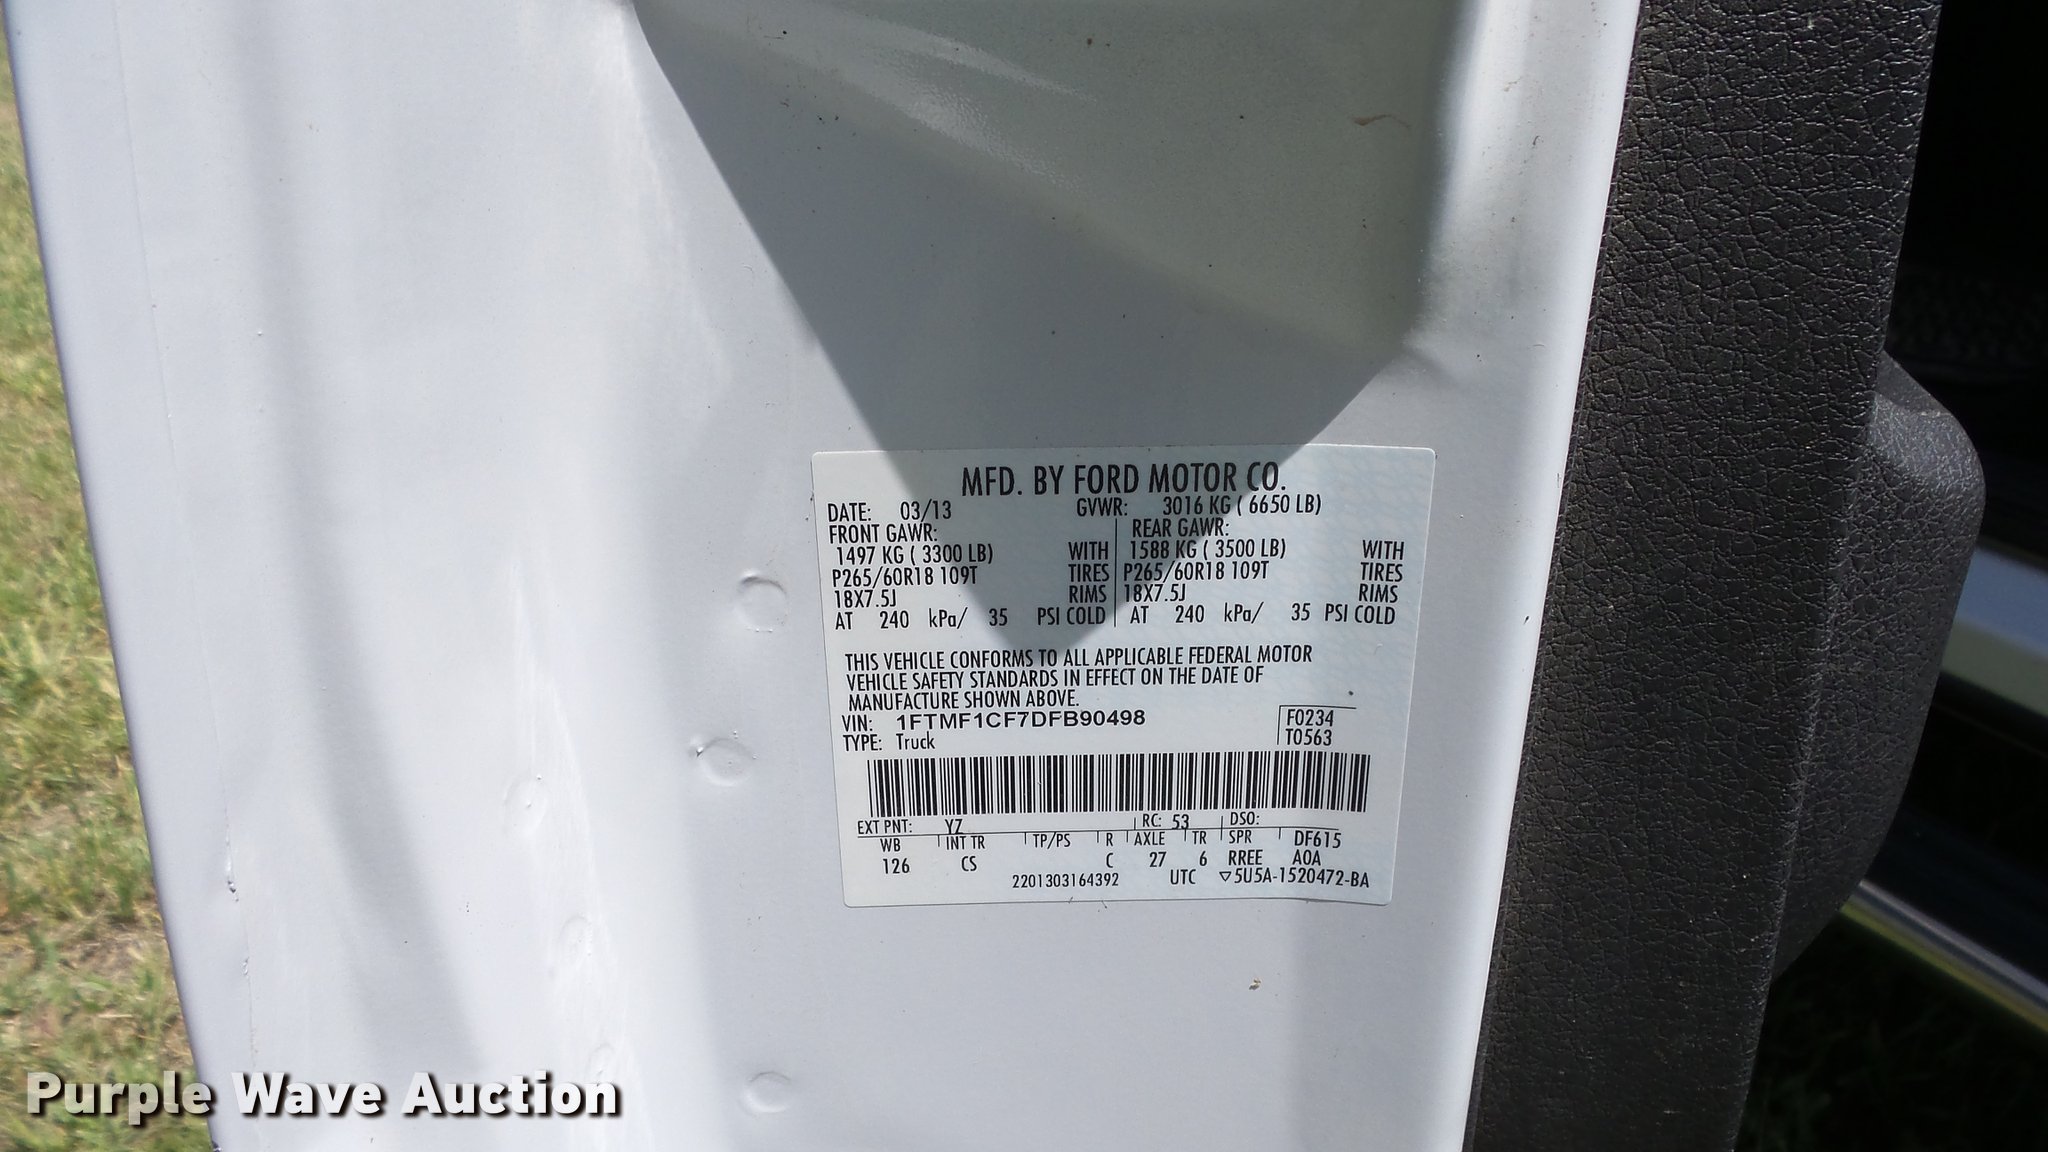 MFD. BY FORD MOTOR CO.
DATE: 03/13 GVWR: 3016 KG ( 6650 LB)
FRONT GAWR: REAR GAWR:
1497 KG ( 3300 LB) WITH 1588 KG ( 3500 LB) WITH
P265/60R18 109T TIRES P265/60R18 109T TIRES
18X7.5J RIMS 18X7.5J RIMS
AT 240 kPa/ 35 PSI COLD AT 240 kPa/ 35 PSI COLD
THIS VEHICLE CONFORMS TO ALL APPLICABLE FEDERAL MOTOR
VEHICLE SAFETY STANDARDS IN EFFECT ON THE DATE OF
MANUFACTURE SHOWN ABOVE.
VIN: 1FTMF1CF7DFB90498 F0234
TYPE: Truck T0563
EXT PNT: YZ RC: 53 DSO:
WB INT TR TP/PS R AXLE TR SPR DF615
126 CS C 27 6 RREE A0A
2201303164392 UTC ▽5U5A-1520472-BA
Purple Wave Auction